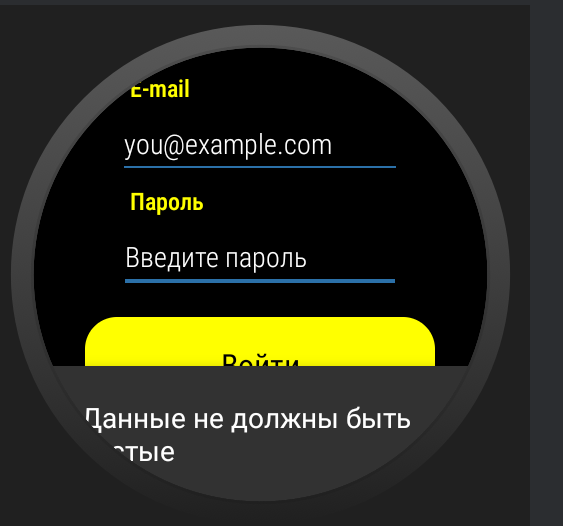 E-mail
you@example.com
Пароль
Введите пароль
Войти
Данные не должны быть